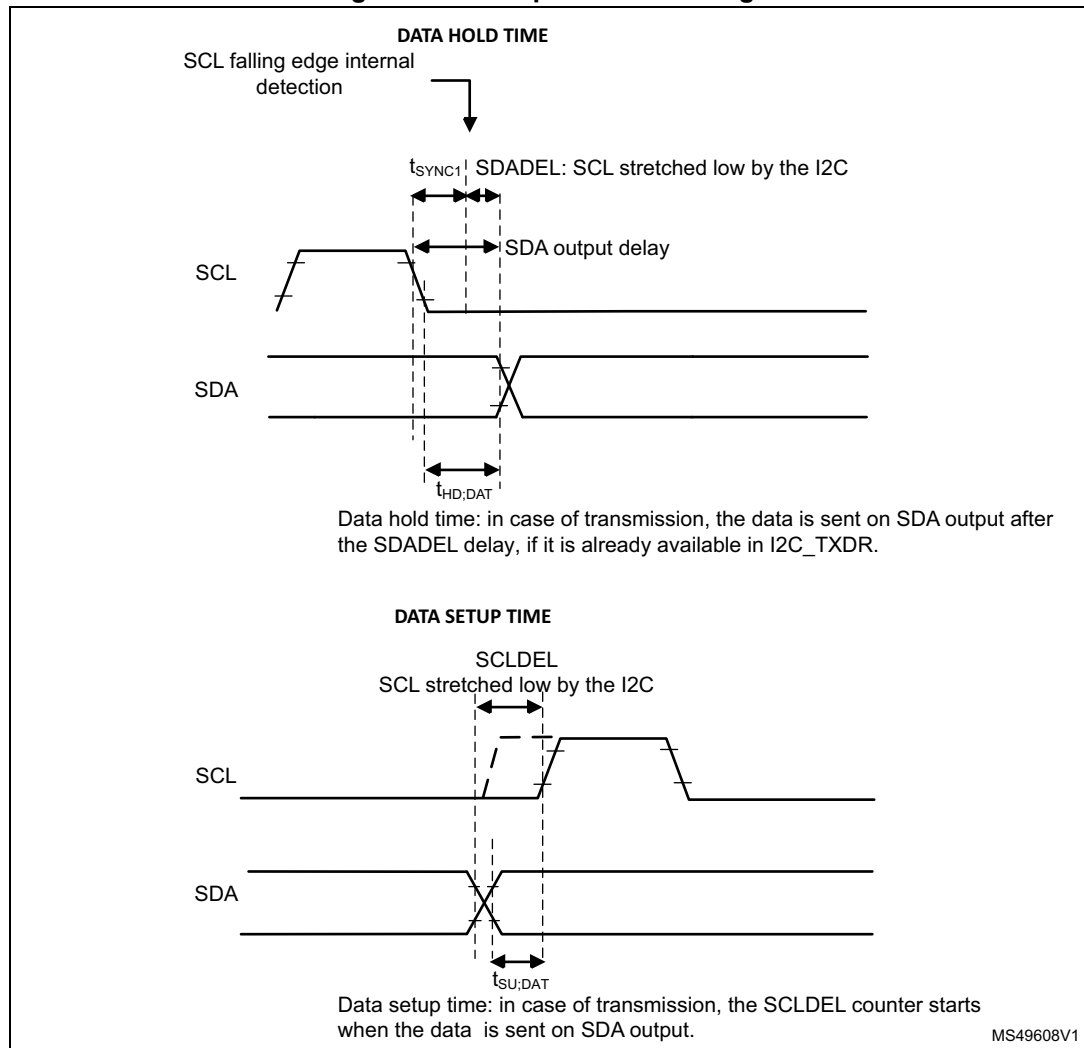 DATA HOLD TIME
SCL falling edge internal
detection
tSYNC1 SDADEL: SCL stretched low by the I2C
SDA output delay
SCL
SDA
tHD;DAT
Data hold time: in case of transmission, the data is sent on SDA output after
the SDADEL delay, if it is already available in I2C_TXDR.
DATA SETUP TIME
SCLDEL
SCL stretched low by the I2C
SCL
SDA
tSU;DAT
Data setup time: in case of transmission, the SCLDEL counter starts
when the data is sent on SDA output.
MS49608V1